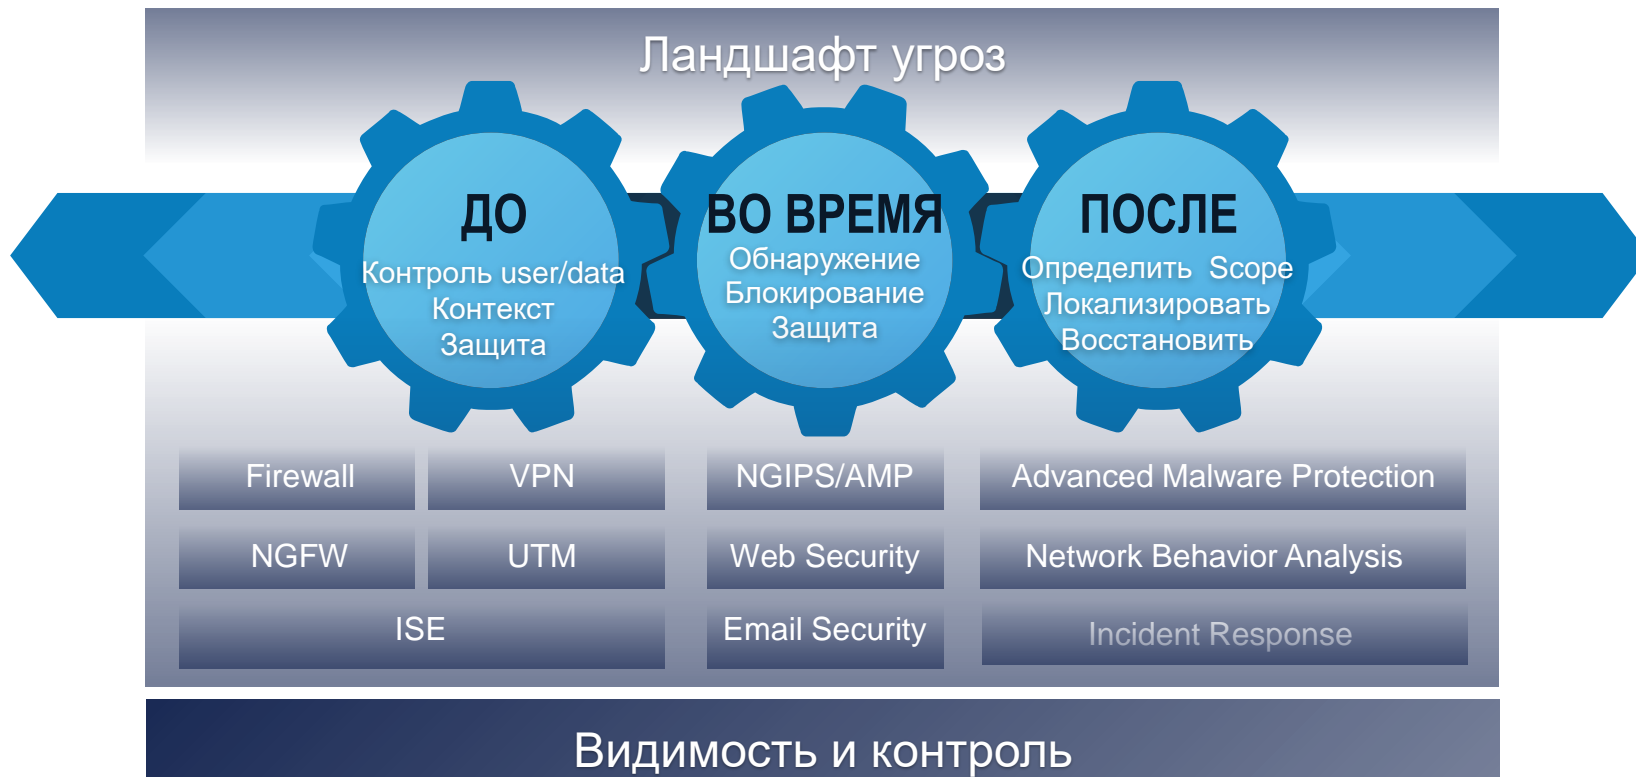 Ландшафт угроз
ДО
Контроль user/data
Контекст
Защита
ВО ВРЕМЯ
Обнаружение
Блокирование
Защита
ПОСЛЕ
Определить Scope
Локализировать
Восстановить
Firewall
VPN
NGFW
UTM
ISE
NGIPS/AMP
Web Security
Email Security
Advanced Malware Protection
Network Behavior Analysis
Incident Response
Видимость и контроль